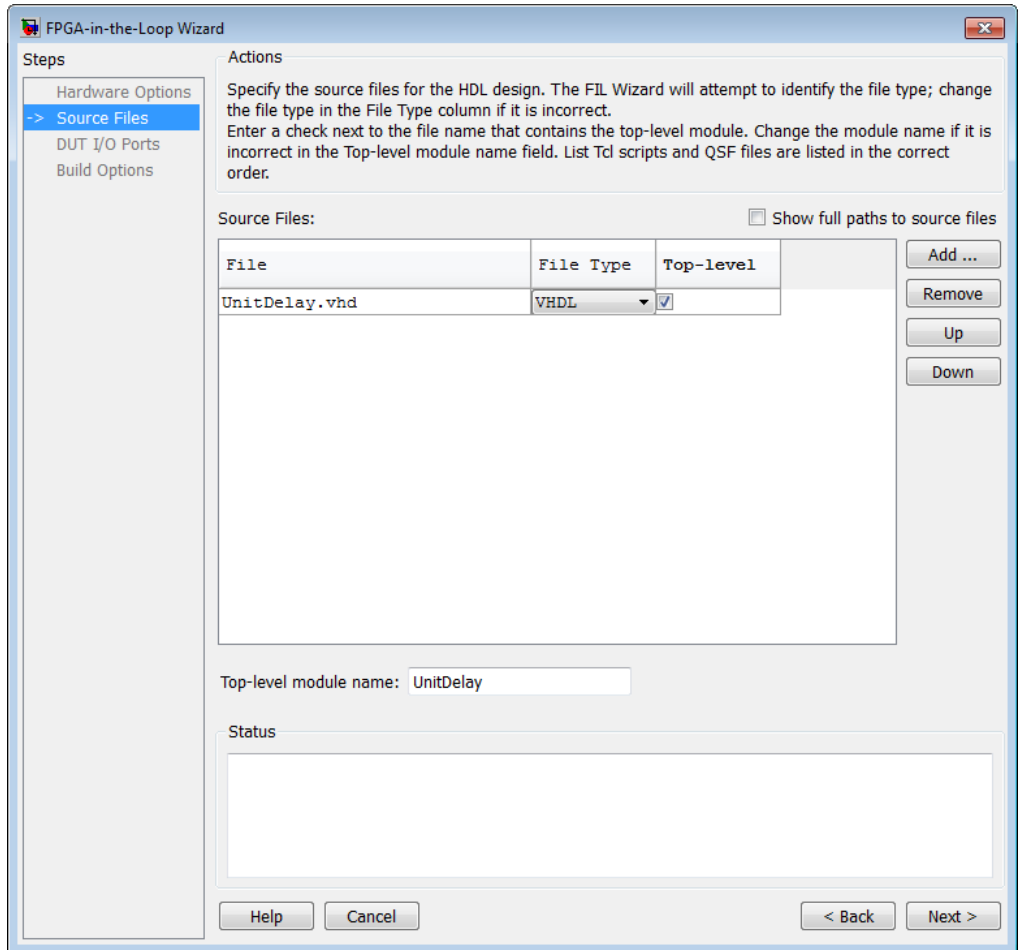 FPGA-in-the-Loop Wizard
Steps
Hardware Options
-> Source Files
DUT I/O Ports
Build Options
Actions
Specify the source files for the HDL design. The FIL Wizard will attempt to identify the file type; change
the file type in the File Type column if it is incorrect.
Enter a check next to the file name that contains the top-level module. Change the module name if it is
incorrect in the Top-level module name field. List Tcl scripts and QSF files are listed in the correct
order.
Source Files:
Show full paths to source files
File File Type Top-level
UnitDelay.vhd VHDL
Add ...
Remove
Up
Down
Top-level module name: UnitDelay
Status
Help Cancel < Back Next >